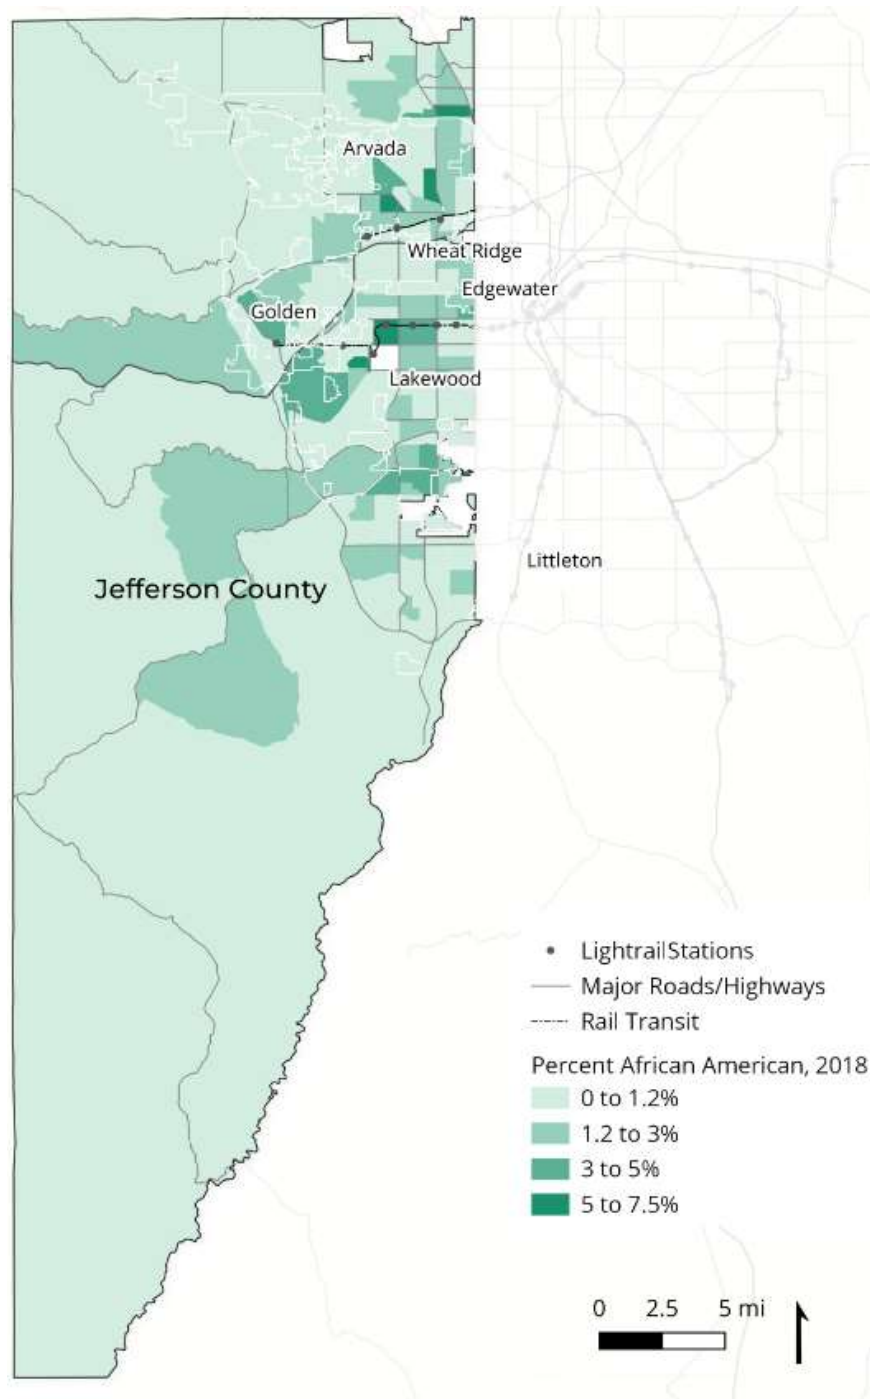 Arvada
Wheat Ridge
Edgewater
Golden
Lakewood
Littleton
Jefferson County
LightrailStations
Major Roads/Highways
Rail Transit
Percent African American, 2018
0 to 1.2%
1.2 to 3%
3 to 5%
5 to 7.5%
0 2.5 5 mi